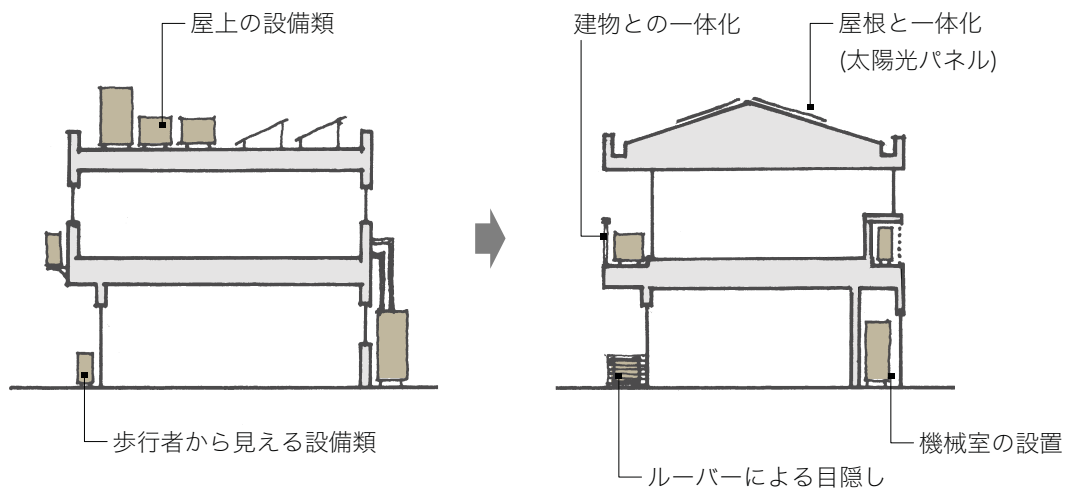 屋上の設備類
建物との一体化
屋根と一体化
(太陽光パネル)
歩行者から見える設備類
機械室の設置
ルーバーによる目隠し